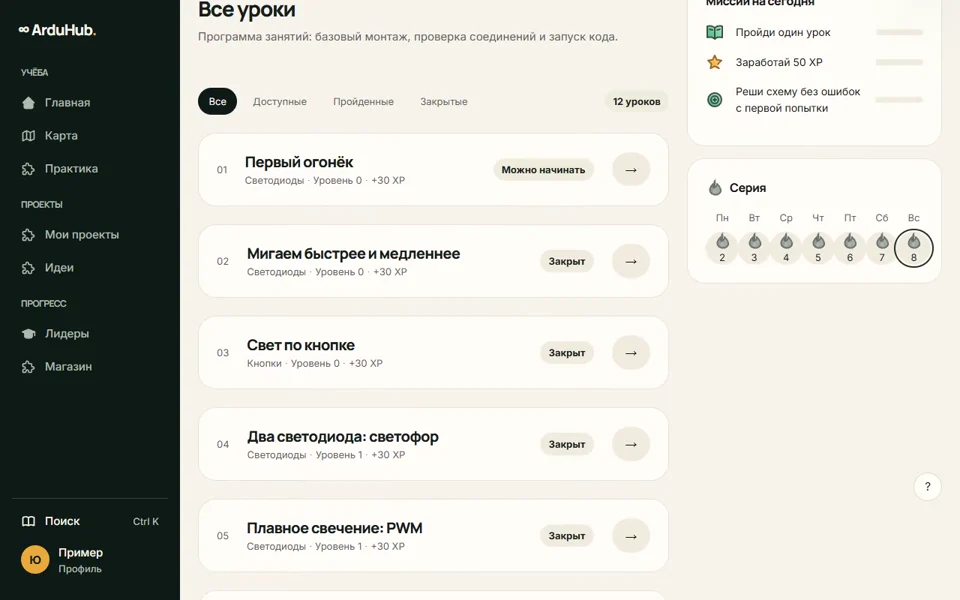 ArduHub.
УЧЁБА
Главная
Карта
Практика
ПРОЕКТЫ
Мои проекты
Идеи
ПРОГРЕСС
Лидеры
Магазин
Поиск
Ctrl K
Ю
Пример
Профиль
Все уроки
Программа занятий: базовый монтаж, проверка соединений и запуск кода.
Все
Доступные
Пройденные
Закрытые
12 уроков
01
Первый огонёк
Светодиоды · Уровень 0 · +30 XP
Можно начинать
→
02
Мигаем быстрее и медленнее
Светодиоды · Уровень 0 · +30 XP
Закрыт
→
03
Свет по кнопке
Кнопки · Уровень 0 · +30 XP
Закрыт
→
04
Два светодиода: светофор
Светодиоды · Уровень 1 · +30 XP
Закрыт
→
05
Плавное свечение: PWM
Светодиоды · Уровень 1 · +30 XP
Закрыт
→
Миссии на сегодня
Пройди один урок
Заработай 50 XP
Реши схему без ошибок
с первой попытки
Серия
Пн Вт Ср Чт Пт Сб Вс
2 3 4 5 6 7 8
?